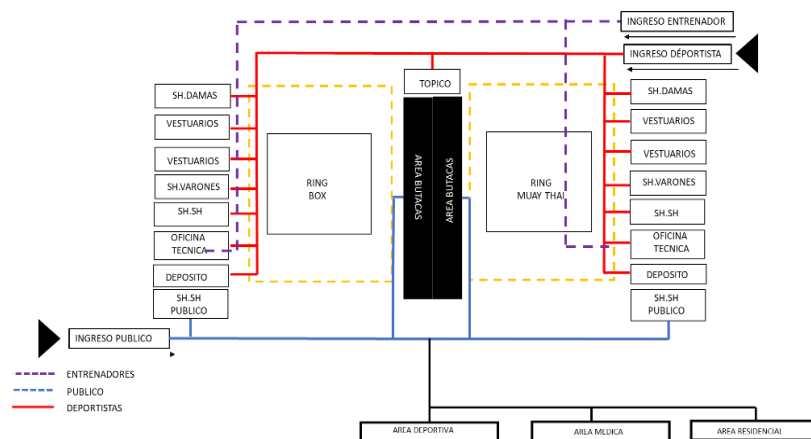 INGRESO ENTRENADOR
INGRESO DÉPORTISTA
TOPICO
SH.DAMAS
VESTUARIOS
VESTUARIOS
SH.VARONES
SH.SH
OFICINA
TECNICA
DEPOSITO
SH.SH
PUBLICO
RING
BOX
AREA BUTACAS
AREA BUTACAS
RING
MUAY THAI
SH.DAMAS
VESTUARIOS
VESTUARIOS
SH.VARONES
SH.SH
OFICINA
TECNICA
DEPOSITO
SH.SH
PUBLICO
INGRESO PUBLICO
ENTRENADORES
PUBLICO
DEPORTISTAS
AREA DEPORTIVA
AREA MEDICA
AREA RESIDENCIAL